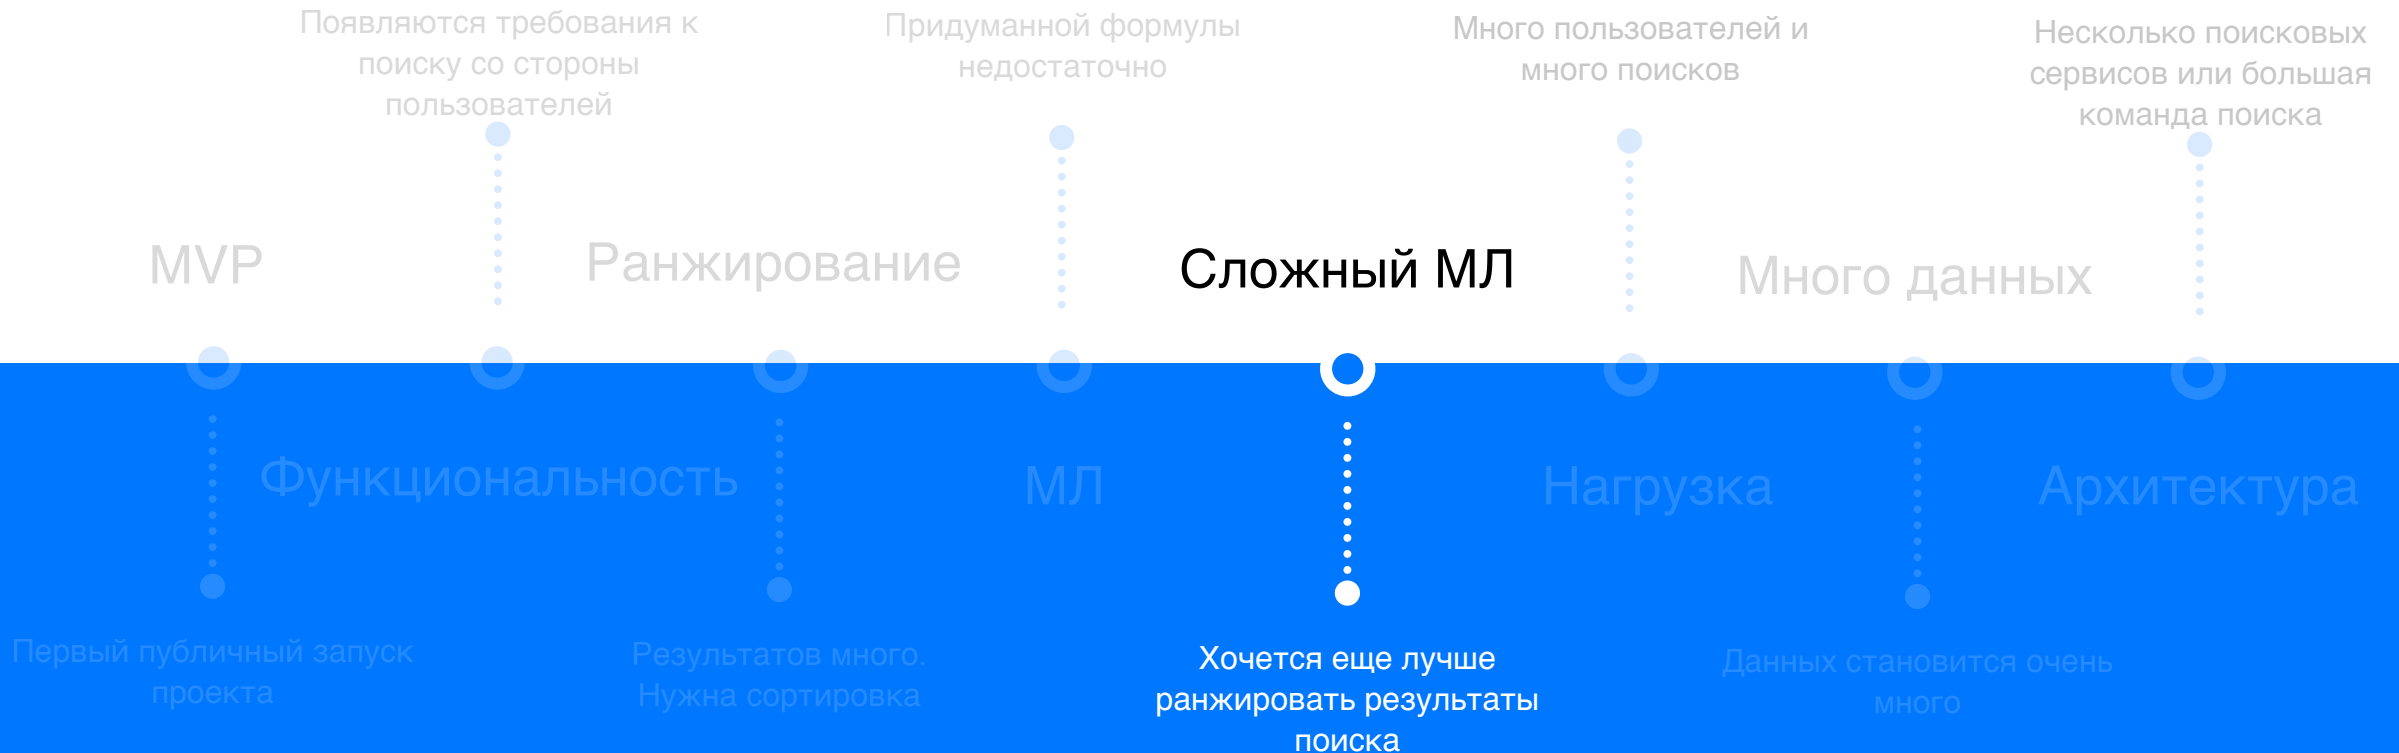 Появляются требования к
поиску со стороны
пользователей
Придуманной формулы
недостаточно
Много пользователей и
много поисков
Несколько поисковых
сервисов или большая
команда поиска
MVP
Ранжирование
Сложный МЛ
Много данных
Функциональность
МЛ
Нагрузка
Архитектура
Первый публичный запуск
проекта
Результатов много.
Нужна сортировка
Хочется еще лучше
ранжировать результаты
поиска
Данных становится очень
много